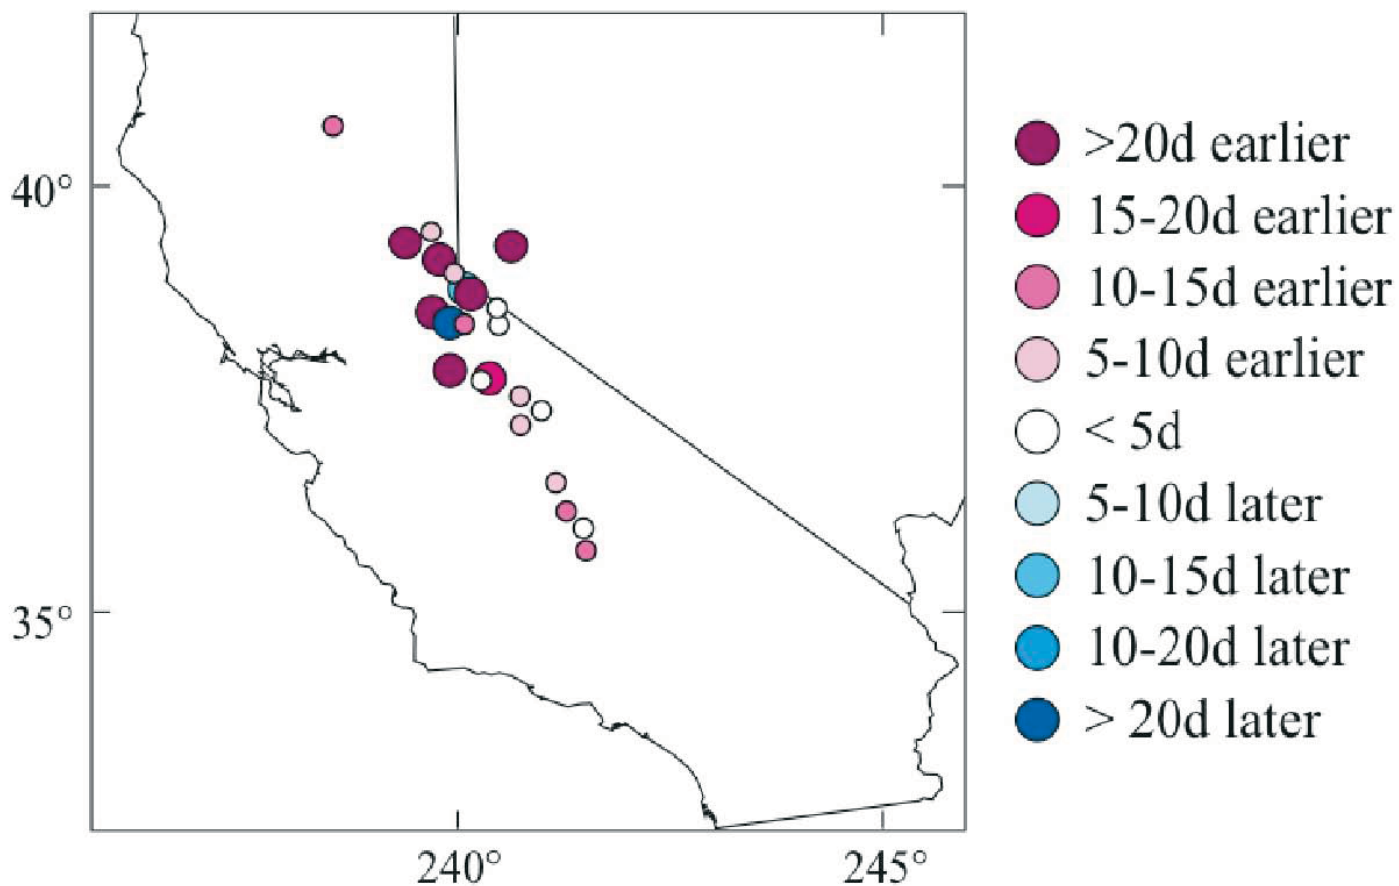 40°
35°
240°
245°
>20d earlier
15-20d earlier
10-15d earlier
5-10d earlier
< 5d
5-10d later
10-15d later
10-20d later
> 20d later